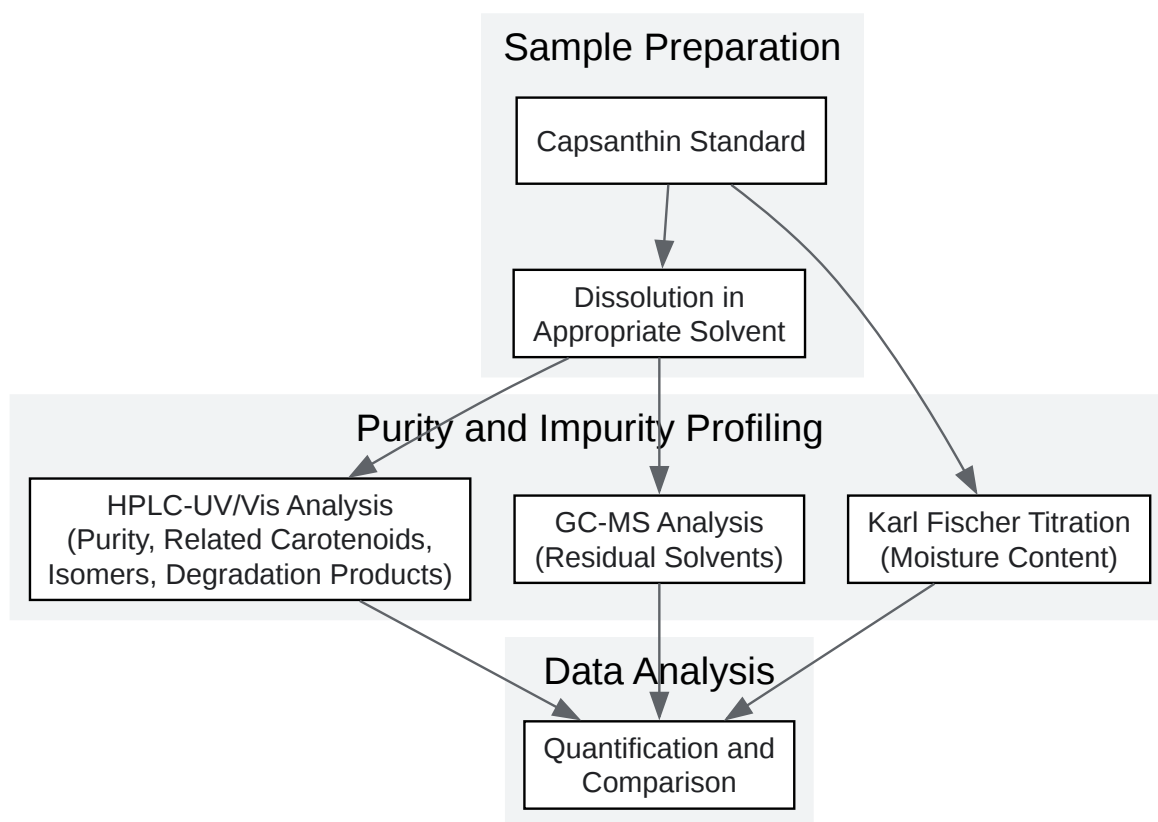 Sample Preparation
Capsanthin Standard
Dissolution in
Appropriate Solvent
Purity and Impurity Profiling
HPLC-UV/Vis Analysis
(Purity, Related Carotenoids,
Isomers, Degradation Products)
GC-MS Analysis
(Residual Solvents)
Karl Fischer Titration
(Moisture Content)
Data Analysis
Quantification and
Comparison